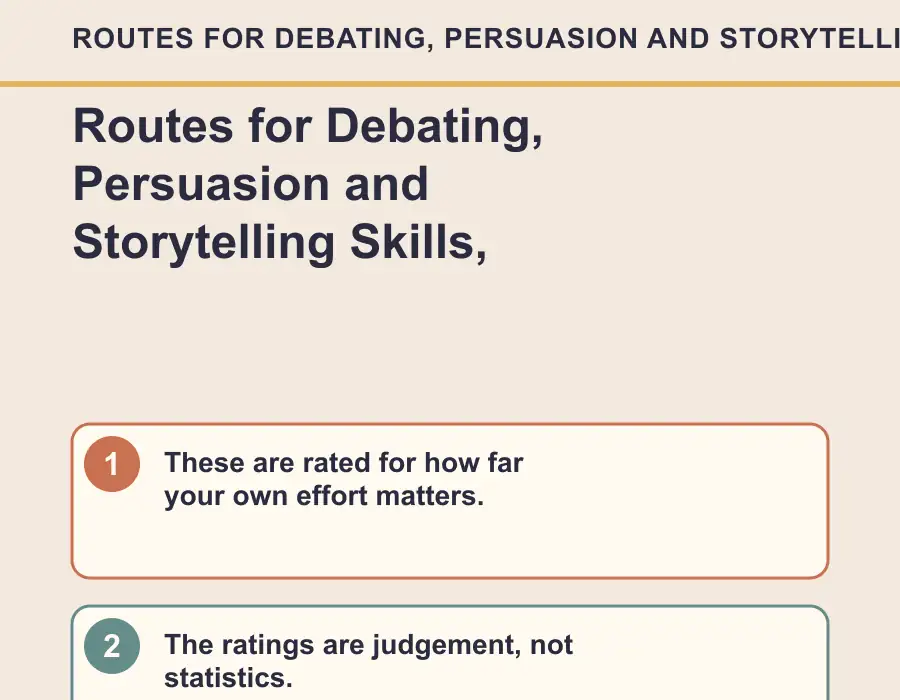 ROUTES FOR DEBATING, PERSUASION AND STORYTELLI
Routes for Debating,
Persuasion and
Storytelling Skills,
1
These are rated for how far
your own effort matters.
2
The ratings are judgement, not
statistics.